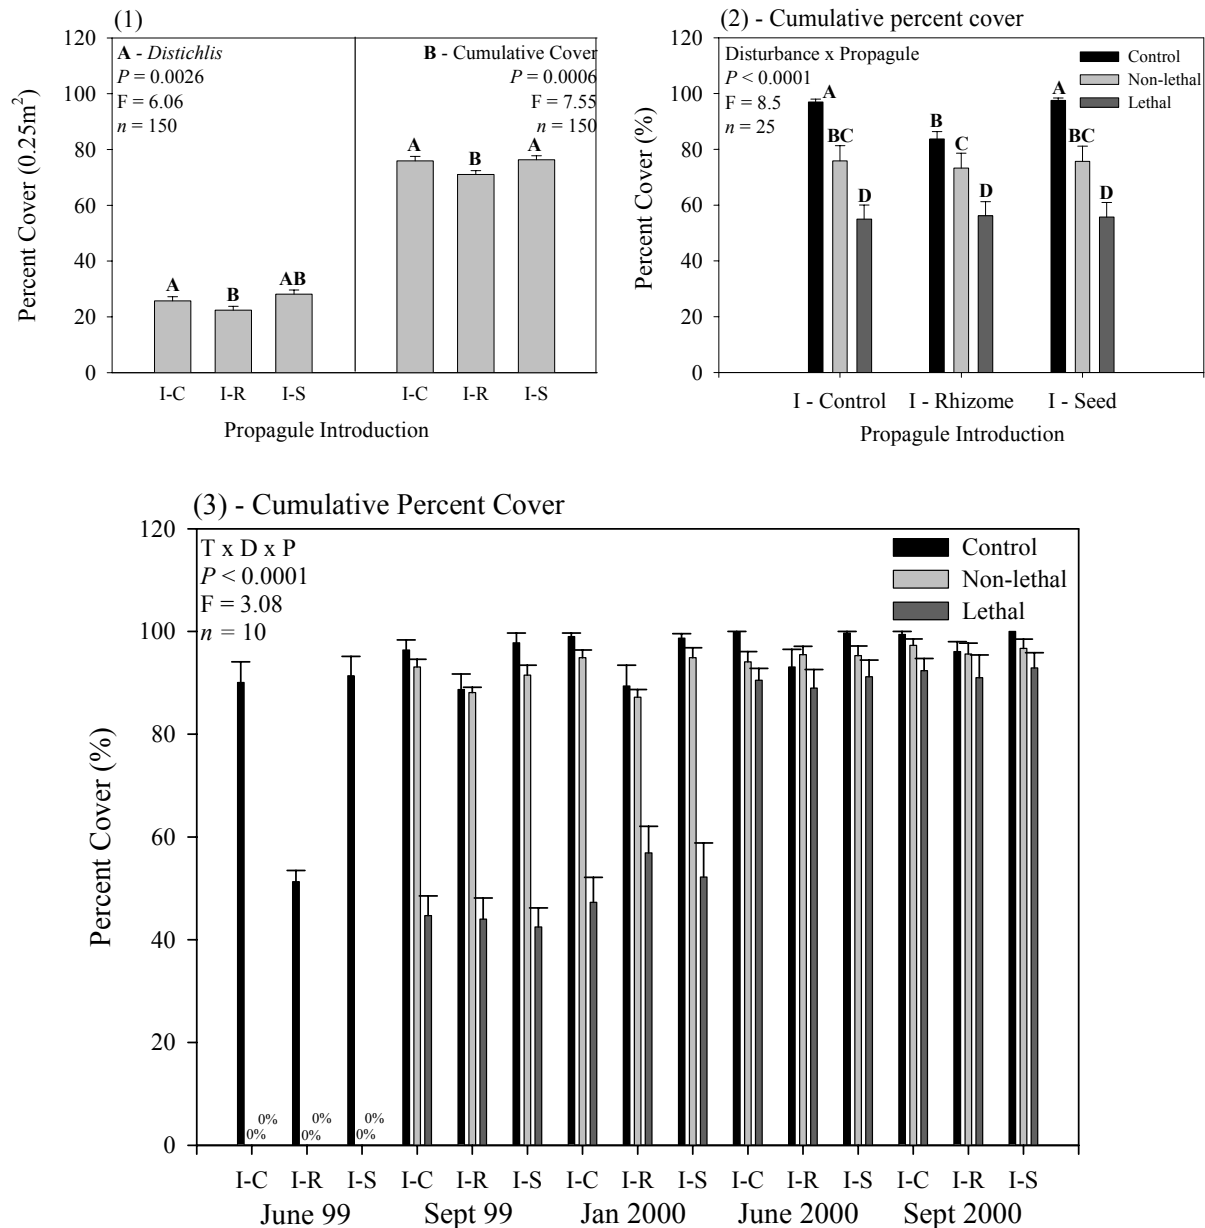 (1)
120
100
80
60
40
20
0
Percent Cover (0.25m²)
A - Distichlis
P = 0.0026
F = 6.06
n = 150
B - Cumulative Cover
P = 0.0006
F = 7.55
n = 150
A
B
AB
A
B
A
I-C I-R I-S I-C I-R I-S
Propagule Introduction
(2) - Cumulative percent cover
120
100
80
60
40
20
0
Percent Cover (%)
Disturbance x Propagule
P < 0.0001
F = 8.5
n = 25
Control
Non-lethal
Lethal
A
BC
D
B
C
D
A
BC
D
I - Control I - Rhizome I - Seed
Propagule Introduction
(3) - Cumulative Percent Cover
120
100
80
60
40
20
0
Percent Cover (%)
T x D x P
P < 0.0001
F = 3.08
n = 10
Control
Non-lethal
Lethal
0% 0% 0%
0% 0% 0%
I-C I-R I-S I-C I-R I-S I-C I-R I-S I-C I-R I-S I-C I-R I-S
June 99 Sept 99 Jan 2000 June 2000 Sept 2000